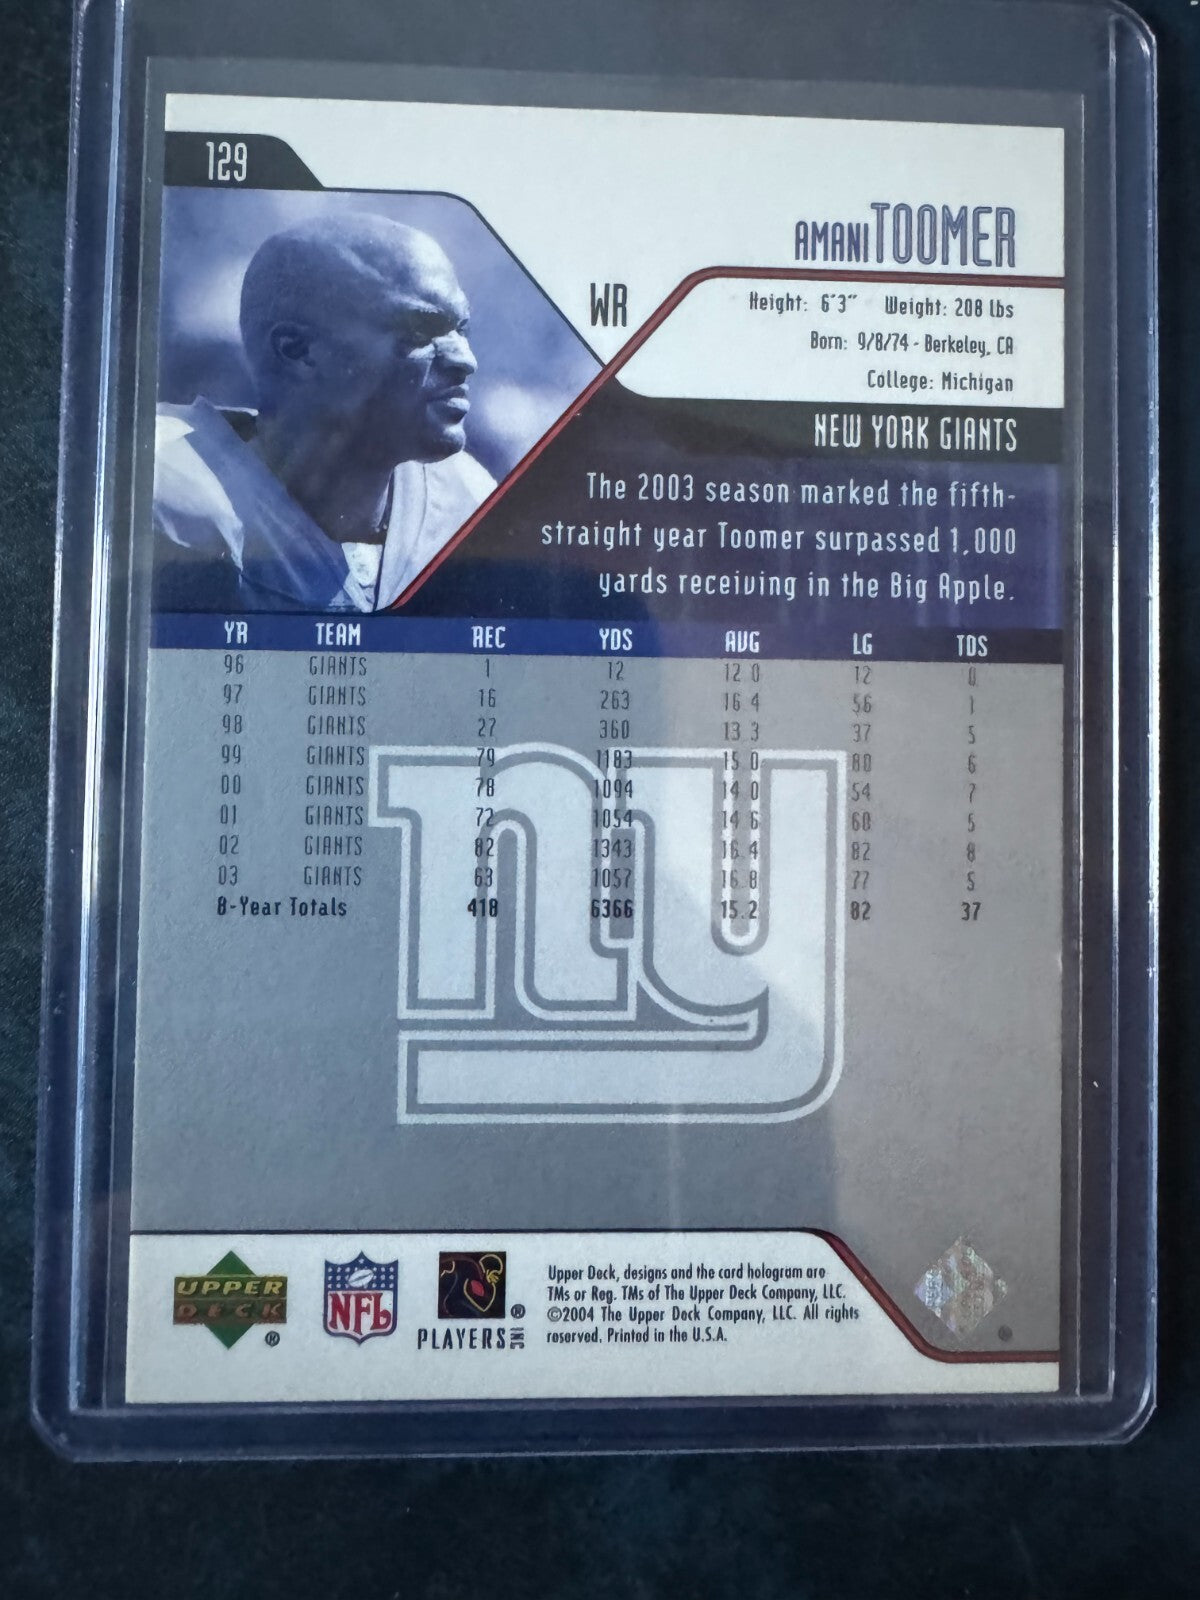 129
AMANI TOOMER
WR
Height: 6'3" Weight: 208 lbs
Born: 9/8/74 - Berkeley, CA
College: Michigan
NEW YORK GIANTS
The 2003 season marked the fifth-
straight year Toomer surpassed 1,000
yards receiving in the Big Apple.
YR TEAM REC YDS AVG LG TDS
96 GIANTS 1 12 12.0 12 0
97 GIANTS 16 263 16.4 56 1
98 GIANTS 27 360 13.3 37 5
99 GIANTS 79 1183 15.0 80 6
00 GIANTS 78 1094 14.0 54 7
01 GIANTS 72 1054 14.6 60 5
02 GIANTS 82 1343 16.4 82 8
03 GIANTS 63 1057 16.8 77 5
8-Year Totals 418 6366 15.2 82 37
ny
UPPER
DECK®
NFL
PLAYERS INC®
Upper Deck, designs and the card hologram are
TMs or Reg. TMs of The Upper Deck Company, LLC.
©2004 The Upper Deck Company, LLC. All rights
reserved. Printed in the U.S.A.